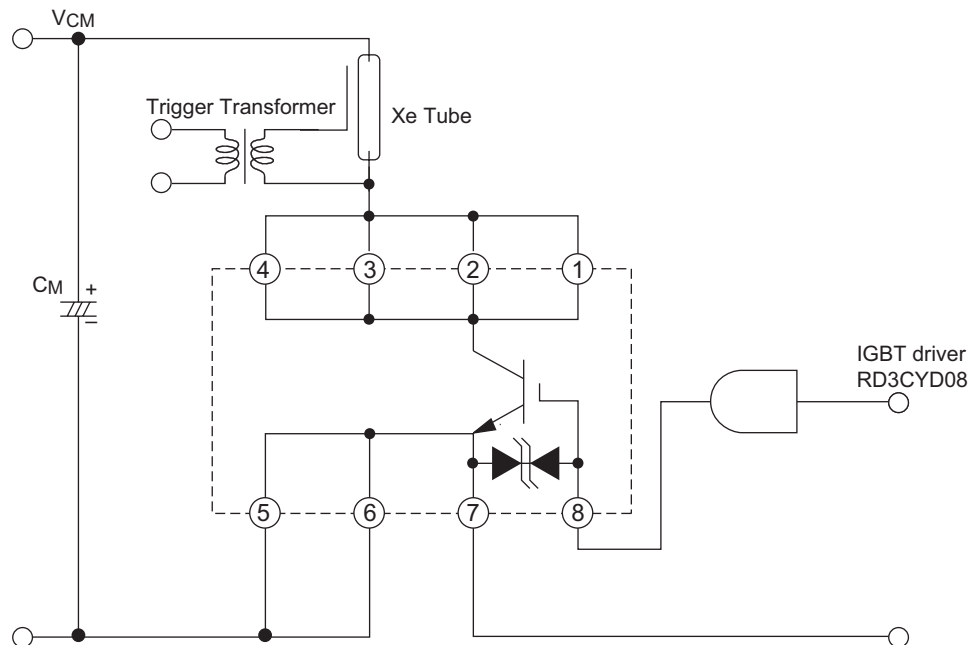 VCM
Trigger Transformer
Xe Tube
4 3 2 1
CM
+
–
IGBT driver
RD3CYD08
5 6 7 8